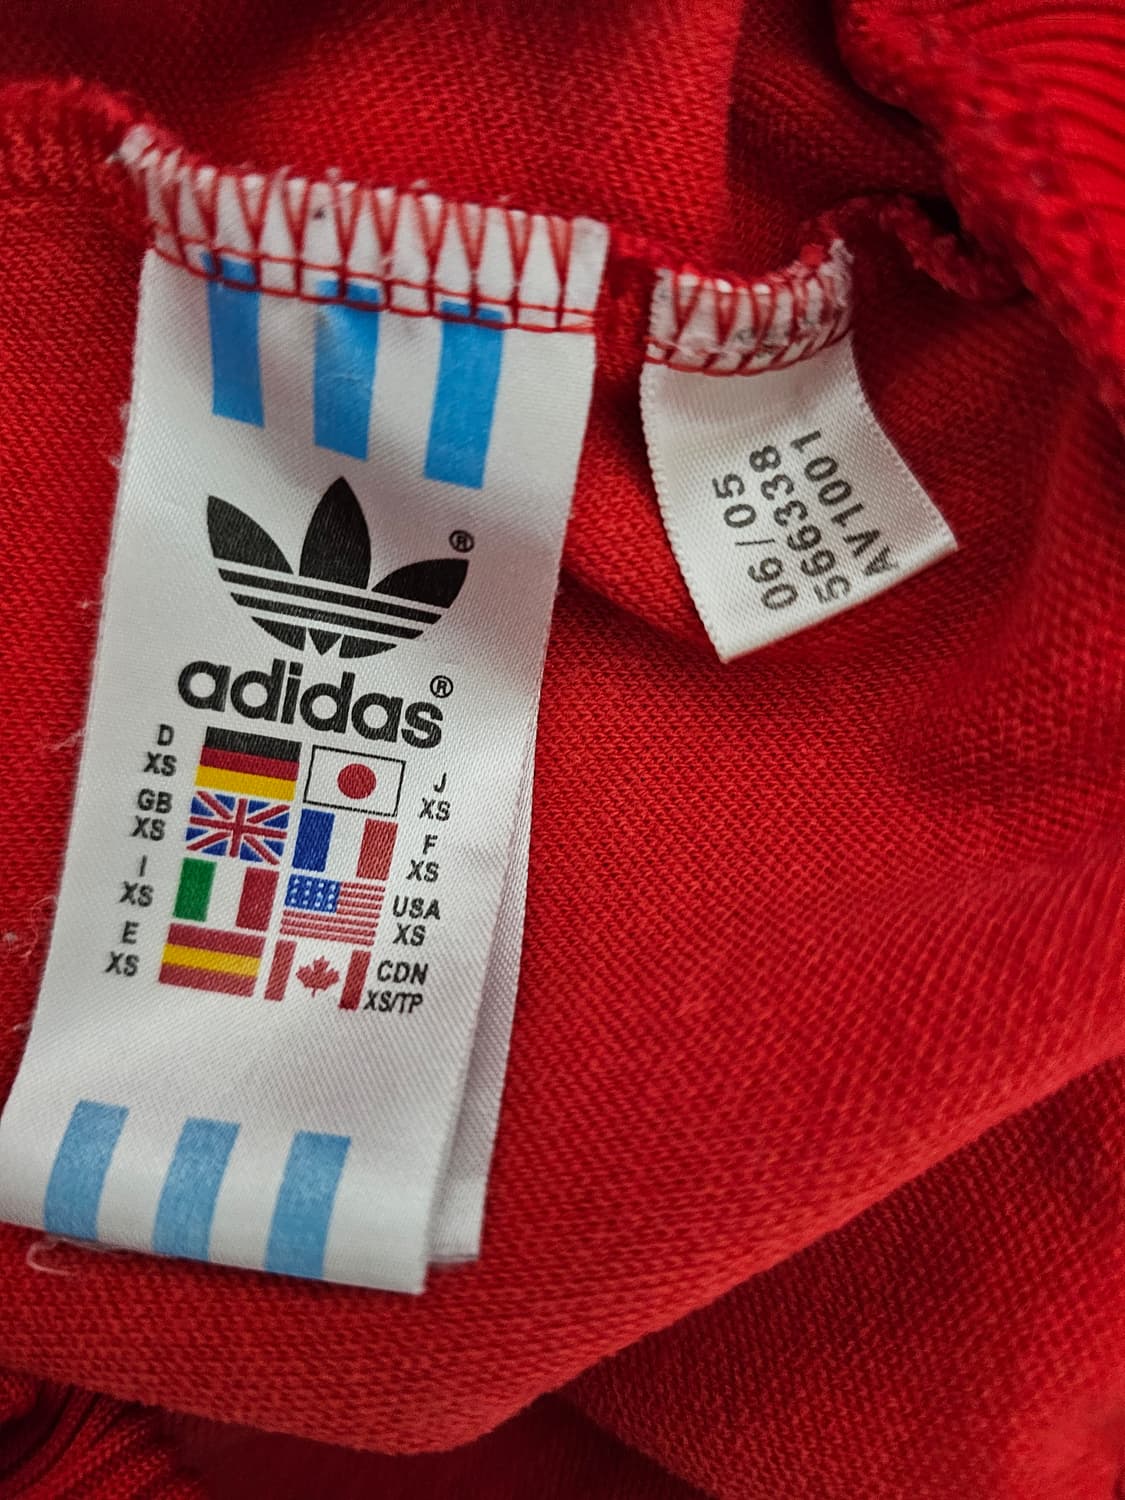 ®
adidas®
D
XS
J
XS
GB
XS
F
XS
I
XS
USA
XS
E
XS
CDN
XS/TP
06/05
566338
AV1001